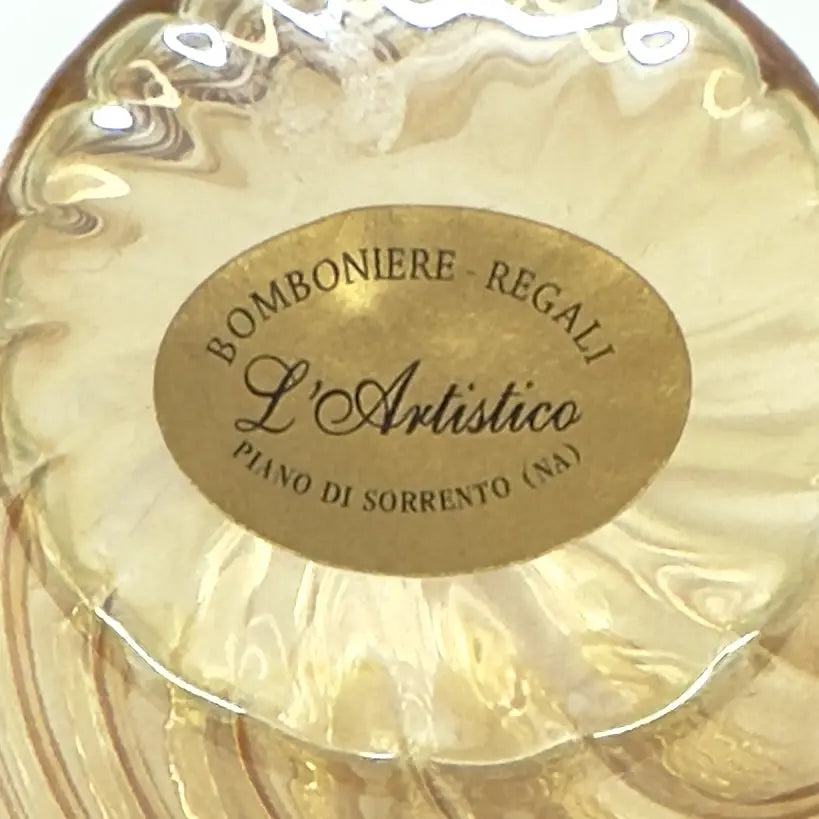 BOMBONIERE - REGALI
L'Artistico
PIANO DI SORRENTO (NA)